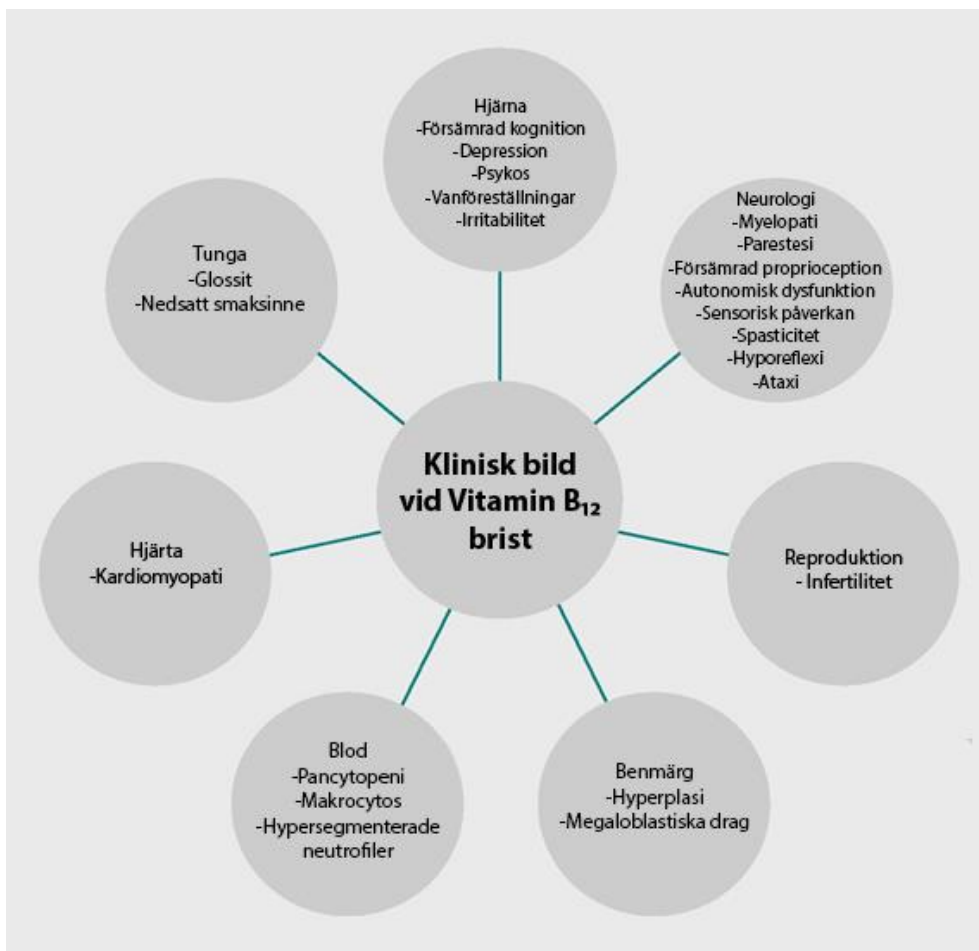 Hjärna
-Försämrad kognition
-Depression
-Psykos
-Vanföreställningar
-Irritabilitet
Neurologi
-Myelopati
-Parestesi
-Försämrad proprioception
-Autonomisk dysfunktion
-Sensorisk påverkan
-Spasticitet
-Hyporeflexi
-Ataxi
Tunga
-Glossit
-Nedsatt smaksinne
Klinisk bild
vid Vitamin B₁₂
brist
Hjärta
-Kardiomyopati
Reproduktion
- Infertilitet
Blod
-Pancytopeni
-Makrocytos
-Hypersegmenterade
neutrofiler
Benmärg
-Hyperplasi
-Megaloblastiska drag